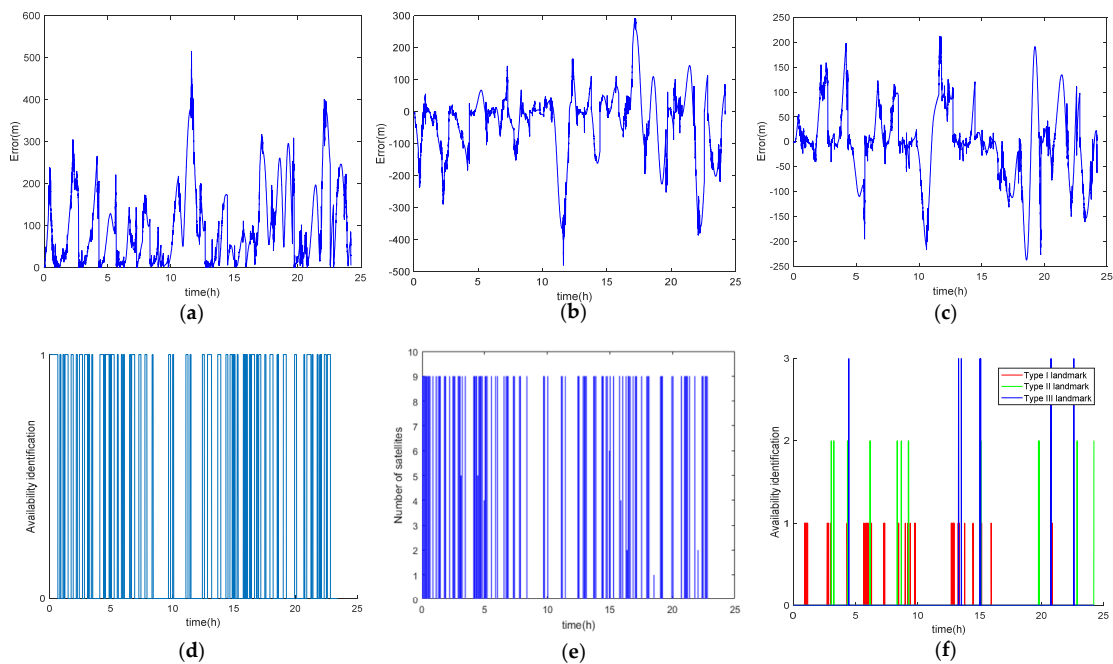 600
500
400
300
200
100
0
Error(m)
0 5 10 15 20 25
time(h)
(a)
300
200
100
0
-100
-200
-300
-400
-500
Error(m)
0 5 10 15 20 25
time(h)
(b)
250
200
150
100
50
0
-50
-100
-150
-200
-250
Error(m)
0 5 10 15 20 25
time(h)
(c)
1
0
Availability identification
0 5 10 15 20 25
time(h)
(d)
10
9
8
7
6
5
4
3
2
1
0
Number of satellites
0 5 10 15 20 25
time(h)
(e)
3
2
1
0
Availability identification
Type I landmark
Type II landmark
Type III landmark
0 5 10 15 20 25
time(h)
(f)